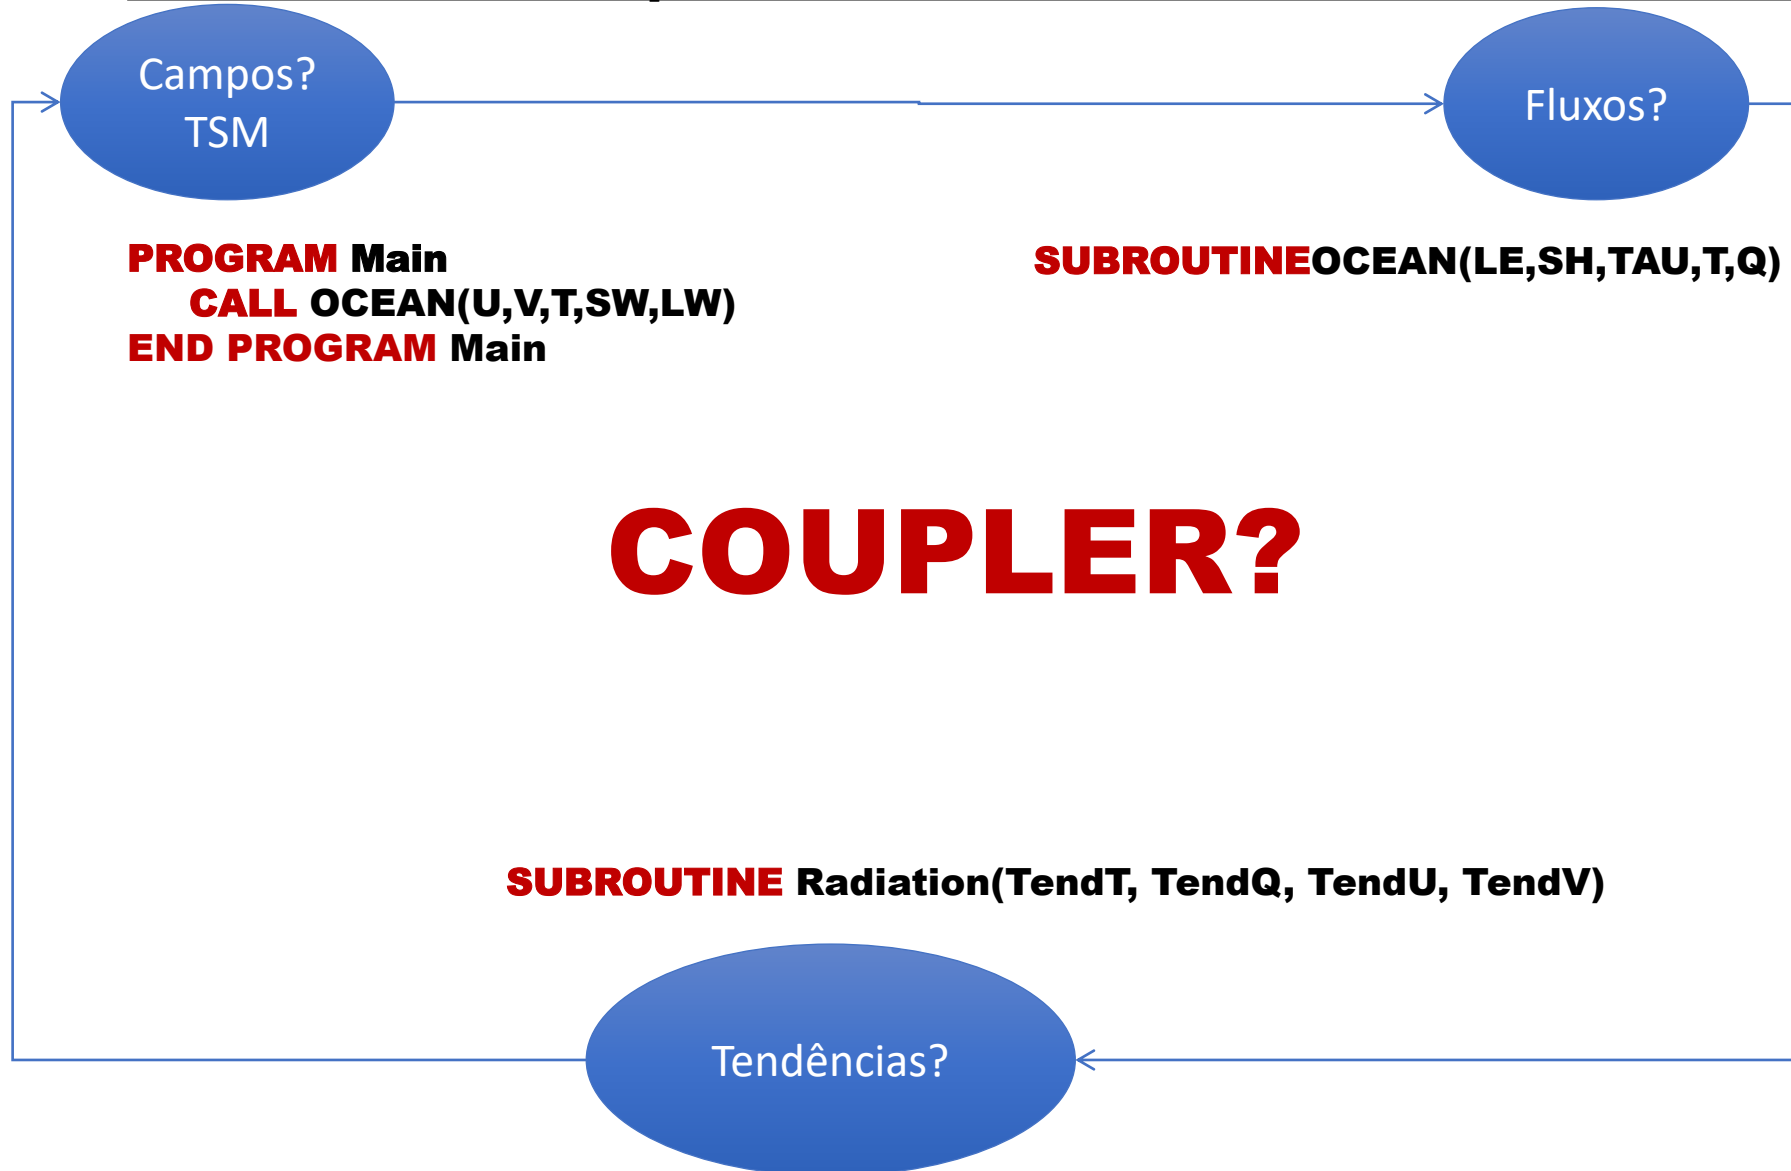 Campos?
TSM
Fluxos?
PROGRAM Main
CALL OCEAN(U,V,T,SW,LW)
END PROGRAM Main
SUBROUTINEOCEAN(LE,SH,TAU,T,Q)
COUPLER?
SUBROUTINE Radiation(TendT, TendQ, TendU, TendV)
Tendências?